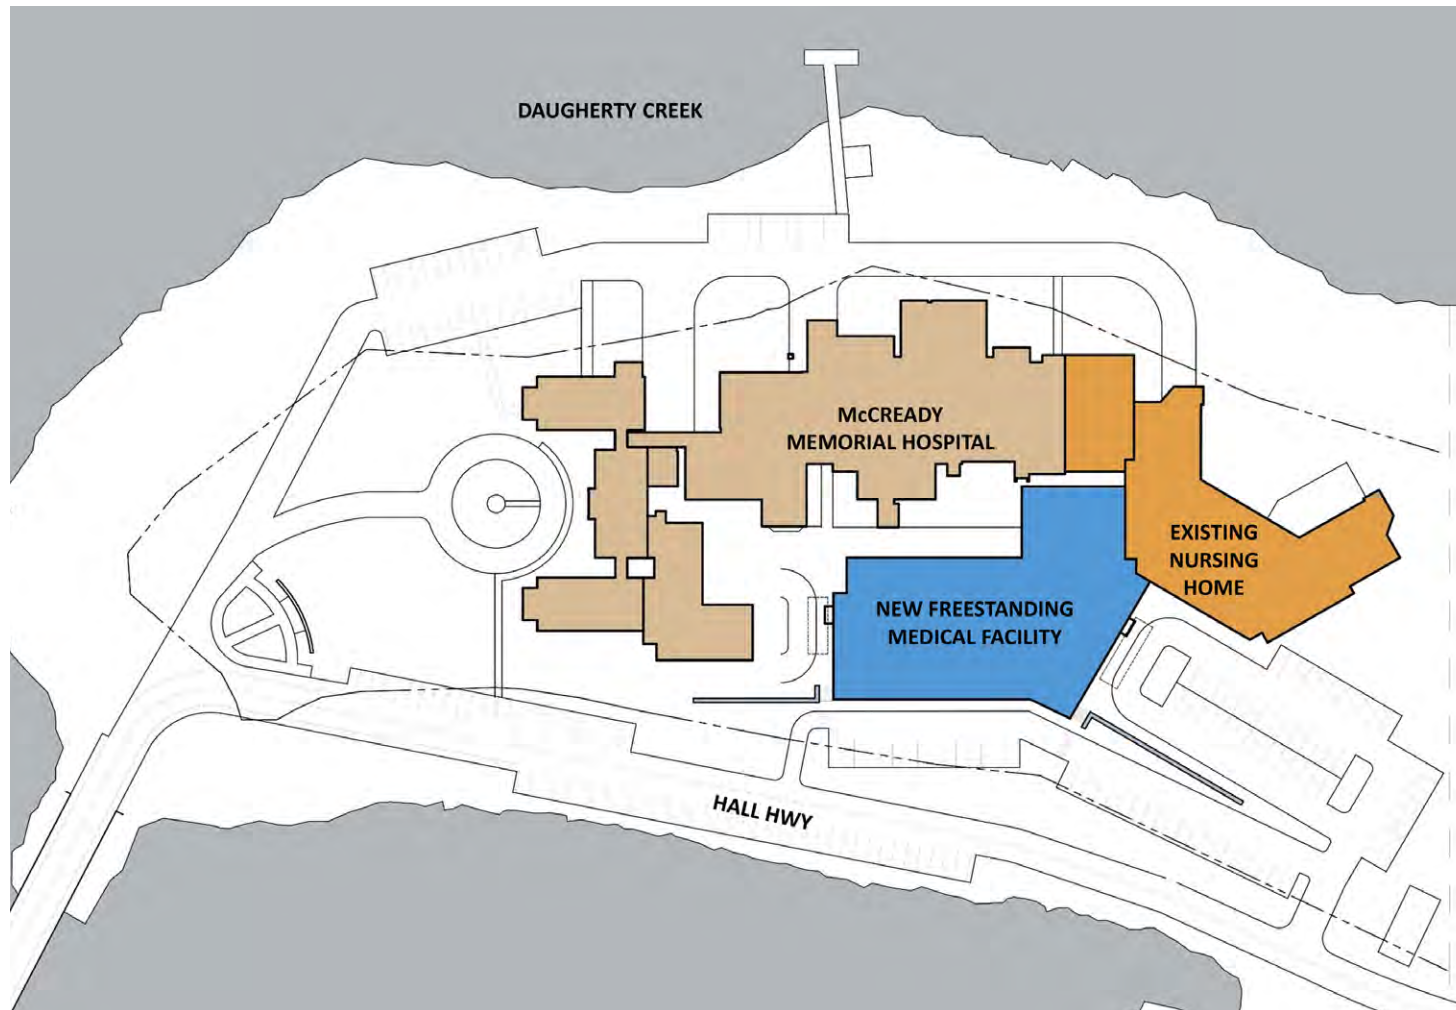 DAUGHERTY CREEK
McCREADY
MEMORIAL HOSPITAL
EXISTING
NURSING
HOME
NEW FREESTANDING
MEDICAL FACILITY
HALL HWY